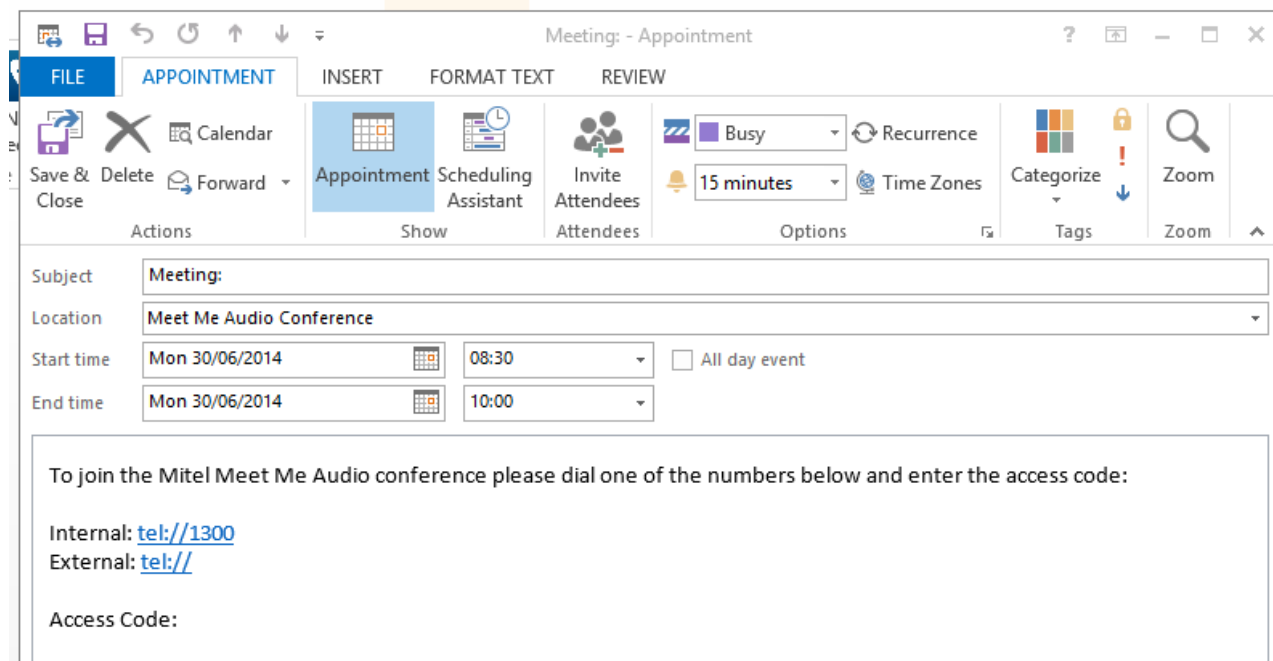 Meeting: - Appointment
?
FILE APPOINTMENT INSERT FORMAT TEXT REVIEW
Save & Close
Delete
Calendar
Forward
Actions
Appointment
Scheduling Assistant
Show
Invite Attendees
Attendees
Busy
Recurrence
15 minutes
Time Zones
Options
Categorize
!
Tags
Zoom
Zoom
Subject Meeting:
Location Meet Me Audio Conference
Start time Mon 30/06/2014 08:30 All day event
End time Mon 30/06/2014 10:00
To join the Mitel Meet Me Audio conference please dial one of the numbers below and enter the access code:
Internal: tel://1300
External: tel://
Access Code: